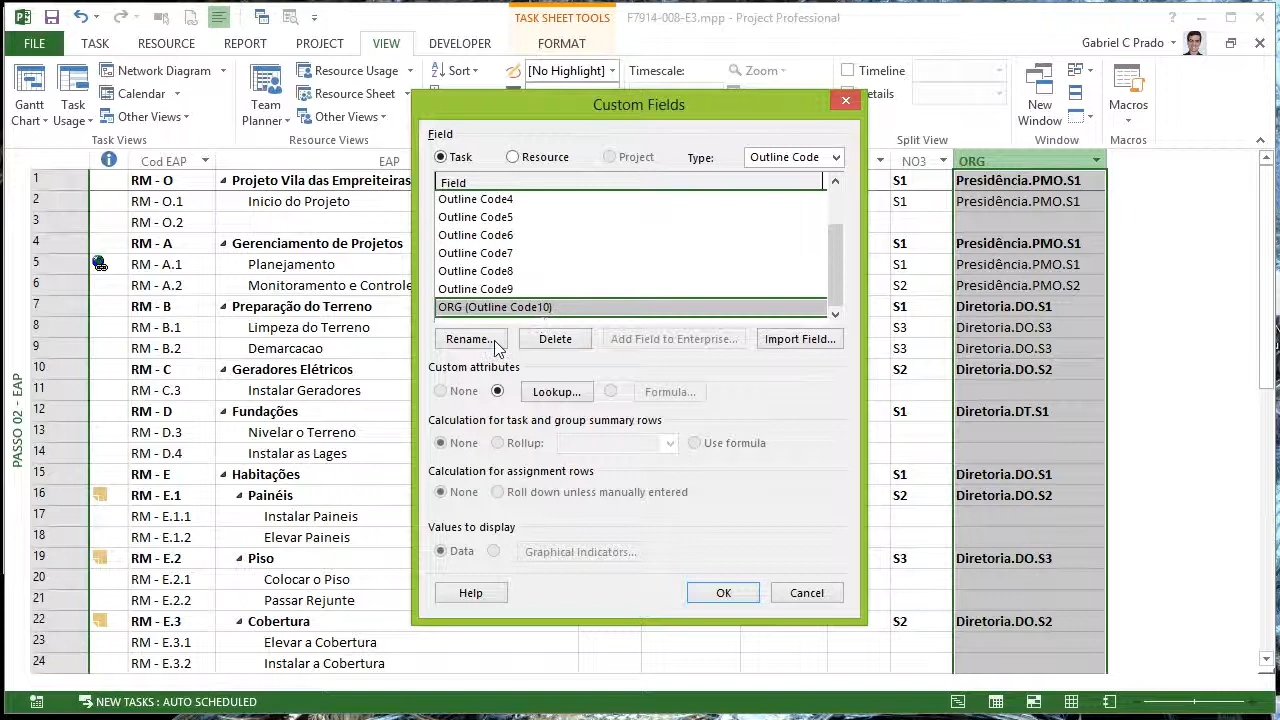 TASK SHEET TOOLS
F7914-008-E3.mpp - Project Professional
FILE TASK RESOURCE REPORT PROJECT VIEW DEVELOPER FORMAT
Gabriel C Prado
Network Diagram
Resource Usage
Sort
[No Highlight]
Timescale:
Zoom
Timeline
Calendar
Resource Sheet
etails
Gantt Chart
Task Usage
Other Views
Team Planner
Other Views
New Window
Macros
Task Views
Resource Views
Split View
Window
Macros
Custom Fields
Field
Task Resource Project Type: Outline Code
Field
Outline Code4
Outline Code5
Outline Code6
Outline Code7
Outline Code8
Outline Code9
ORG (Outline Code10)
Rename... Delete Add Field to Enterprise... Import Field...
Custom attributes
None Lookup... Formula...
Calculation for task and group summary rows
None Rollup: Use formula
Calculation for assignment rows
None Roll down unless manually entered
Values to display
Data Graphical Indicators...
Help OK Cancel
PASSO 02 - EAP
Cod EAP EAP NO3 ORG
1 RM - O Projeto Vila das Empreiteiras S1 Presidência.PMO.S1
2 RM - O.1 Inicio do Projeto S1 Presidência.PMO.S1
3 RM - O.2
4 RM - A Gerenciamento de Projetos S1 Presidência.PMO.S1
5 RM - A.1 Planejamento S1 Presidência.PMO.S1
6 RM - A.2 Monitoramento e Controle S2 Presidência.PMO.S2
7 RM - B Preparação do Terreno S1 Diretoria.DO.S1
8 RM - B.1 Limpeza do Terreno S3 Diretoria.DO.S3
9 RM - B.2 Demarcacao S3 Diretoria.DO.S3
10 RM - C Geradores Elétricos S2 Diretoria.DO.S2
11 RM - C.3 Instalar Geradores
12 RM - D Fundações S1 Diretoria.DT.S1
13 RM - D.3 Nivelar o Terreno
14 RM - D.4 Instalar as Lages
15 RM - E Habitações S1 Diretoria.DO.S1
16 RM - E.1 Painéis S2 Diretoria.DO.S2
17 RM - E.1.1 Instalar Paineis
18 RM - E.1.2 Elevar Paineis
19 RM - E.2 Piso S3 Diretoria.DO.S3
20 RM - E.2.1 Colocar o Piso
21 RM - E.2.2 Passar Rejunte
22 RM - E.3 Cobertura S2 Diretoria.DO.S2
23 RM - E.3.1 Elevar a Cobertura
24 RM - E.3.2 Instalar a Cobertura
NEW TASKS : AUTO SCHEDULED